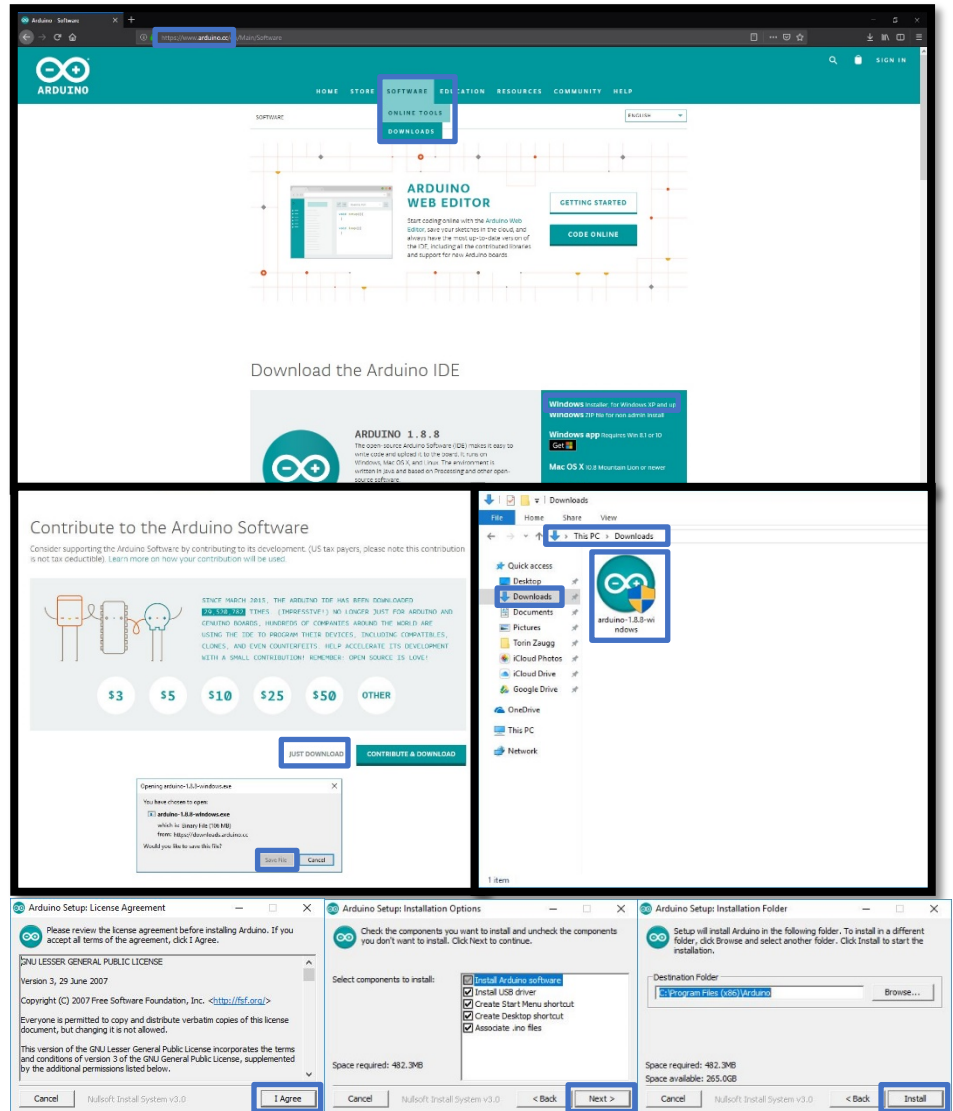 Arduino - Software
https://www.arduino.cc/en/Main/Software
ARDUINO
SIGN IN
HOME STORE SOFTWARE EDUCATION RESOURCES COMMUNITY HELP
ONLINE TOOLS
DOWNLOADS
SOFTWARE
ENGLISH
ARDUINO
WEB EDITOR
Start coding online with the Arduino Web
Editor, save your sketches in the cloud, and
always have the most up-to-date version of
the IDE, including all the contributed libraries
and support for new Arduino boards
GETTING STARTED
CODE ONLINE
Download the Arduino IDE
ARDUINO 1.8.8
The open-source Arduino Software (IDE) makes it easy to
write code and upload it to the board. It runs on
Windows, Mac OS X, and Linux. The environment is
written in Java and based on Processing and other open-
source software.
Windows Installer, for Windows XP and up
Windows ZIP file for non admin install
Windows app Requires Win 8.1 or 10
Get
Mac OS X 10.8 Mountain Lion or newer
Contribute to the Arduino Software
Consider supporting the Arduino Software by contributing to its development. (US tax payers, please note this contribution
is not tax deductible). Learn more on how your contribution will be used.
SINCE MARCH 2015, THE ARDUINO IDE HAS BEEN DOWNLOADED
TIMES. (IMPRESSIVE!) NO LONGER JUST FOR ARDUINO AND
GENUINO BOARDS, HUNDREDS OF COMPANIES AROUND THE WORLD ARE
USING THE IDE TO PROGRAM THEIR DEVICES, INCLUDING COMPATIBLES,
CLONES, AND EVEN COUNTERFEITS. HELP ACCELERATE ITS DEVELOPMENT
WITH A SMALL CONTRIBUTION! REMEMBER: OPEN SOURCE IS LOVE!
$3 $5 $10 $25 $50 OTHER
JUST DOWNLOAD
CONTRIBUTE & DOWNLOAD
Opening arduino-1.8.8-windows.exe
You have chosen to open:
arduino-1.8.8-windows.exe
which is: Binary File (106 MB)
from: https://downloads.arduino.cc
Would you like to save this file?
Save File Cancel
Downloads
File Home Share View
This PC > Downloads
Quick access
Desktop
Downloads
Documents
Pictures
Torin Zaugg
iCloud Photos
iCloud Drive
Google Drive
OneDrive
This PC
Network
arduino-1.8.8-wi
ndows
1 item
Arduino Setup: License Agreement
Please review the license agreement before installing Arduino. If you
accept all terms of the agreement, click I Agree.
GNU LESSER GENERAL PUBLIC LICENSE
Version 3, 29 June 2007
Copyright (C) 2007 Free Software Foundation, Inc. <http://fsf.org/>
Everyone is permitted to copy and distribute verbatim copies of this license
document, but changing it is not allowed.
This version of the GNU Lesser General Public License incorporates the terms
and conditions of version 3 of the GNU General Public License, supplemented
by the additional permissions listed below.
Cancel Nullsoft Install System v3.0 I Agree
Arduino Setup: Installation Options
Check the components you want to install and uncheck the components
you don't want to install. Click Next to continue.
Select components to install:
Install Arduino software
Install USB driver
Create Start Menu shortcut
Create Desktop shortcut
Associate .ino files
Space required: 482.3MB
Cancel Nullsoft Install System v3.0 < Back Next >
Arduino Setup: Installation Folder
Setup will install Arduino in the following folder. To install in a different
folder, click Browse and select another folder. Click Install to start the
installation.
Destination Folder
C:\Program Files (x86)\Arduino
Browse...
Space required: 482.3MB
Space available: 265.0GB
Cancel Nullsoft Install System v3.0 < Back Install